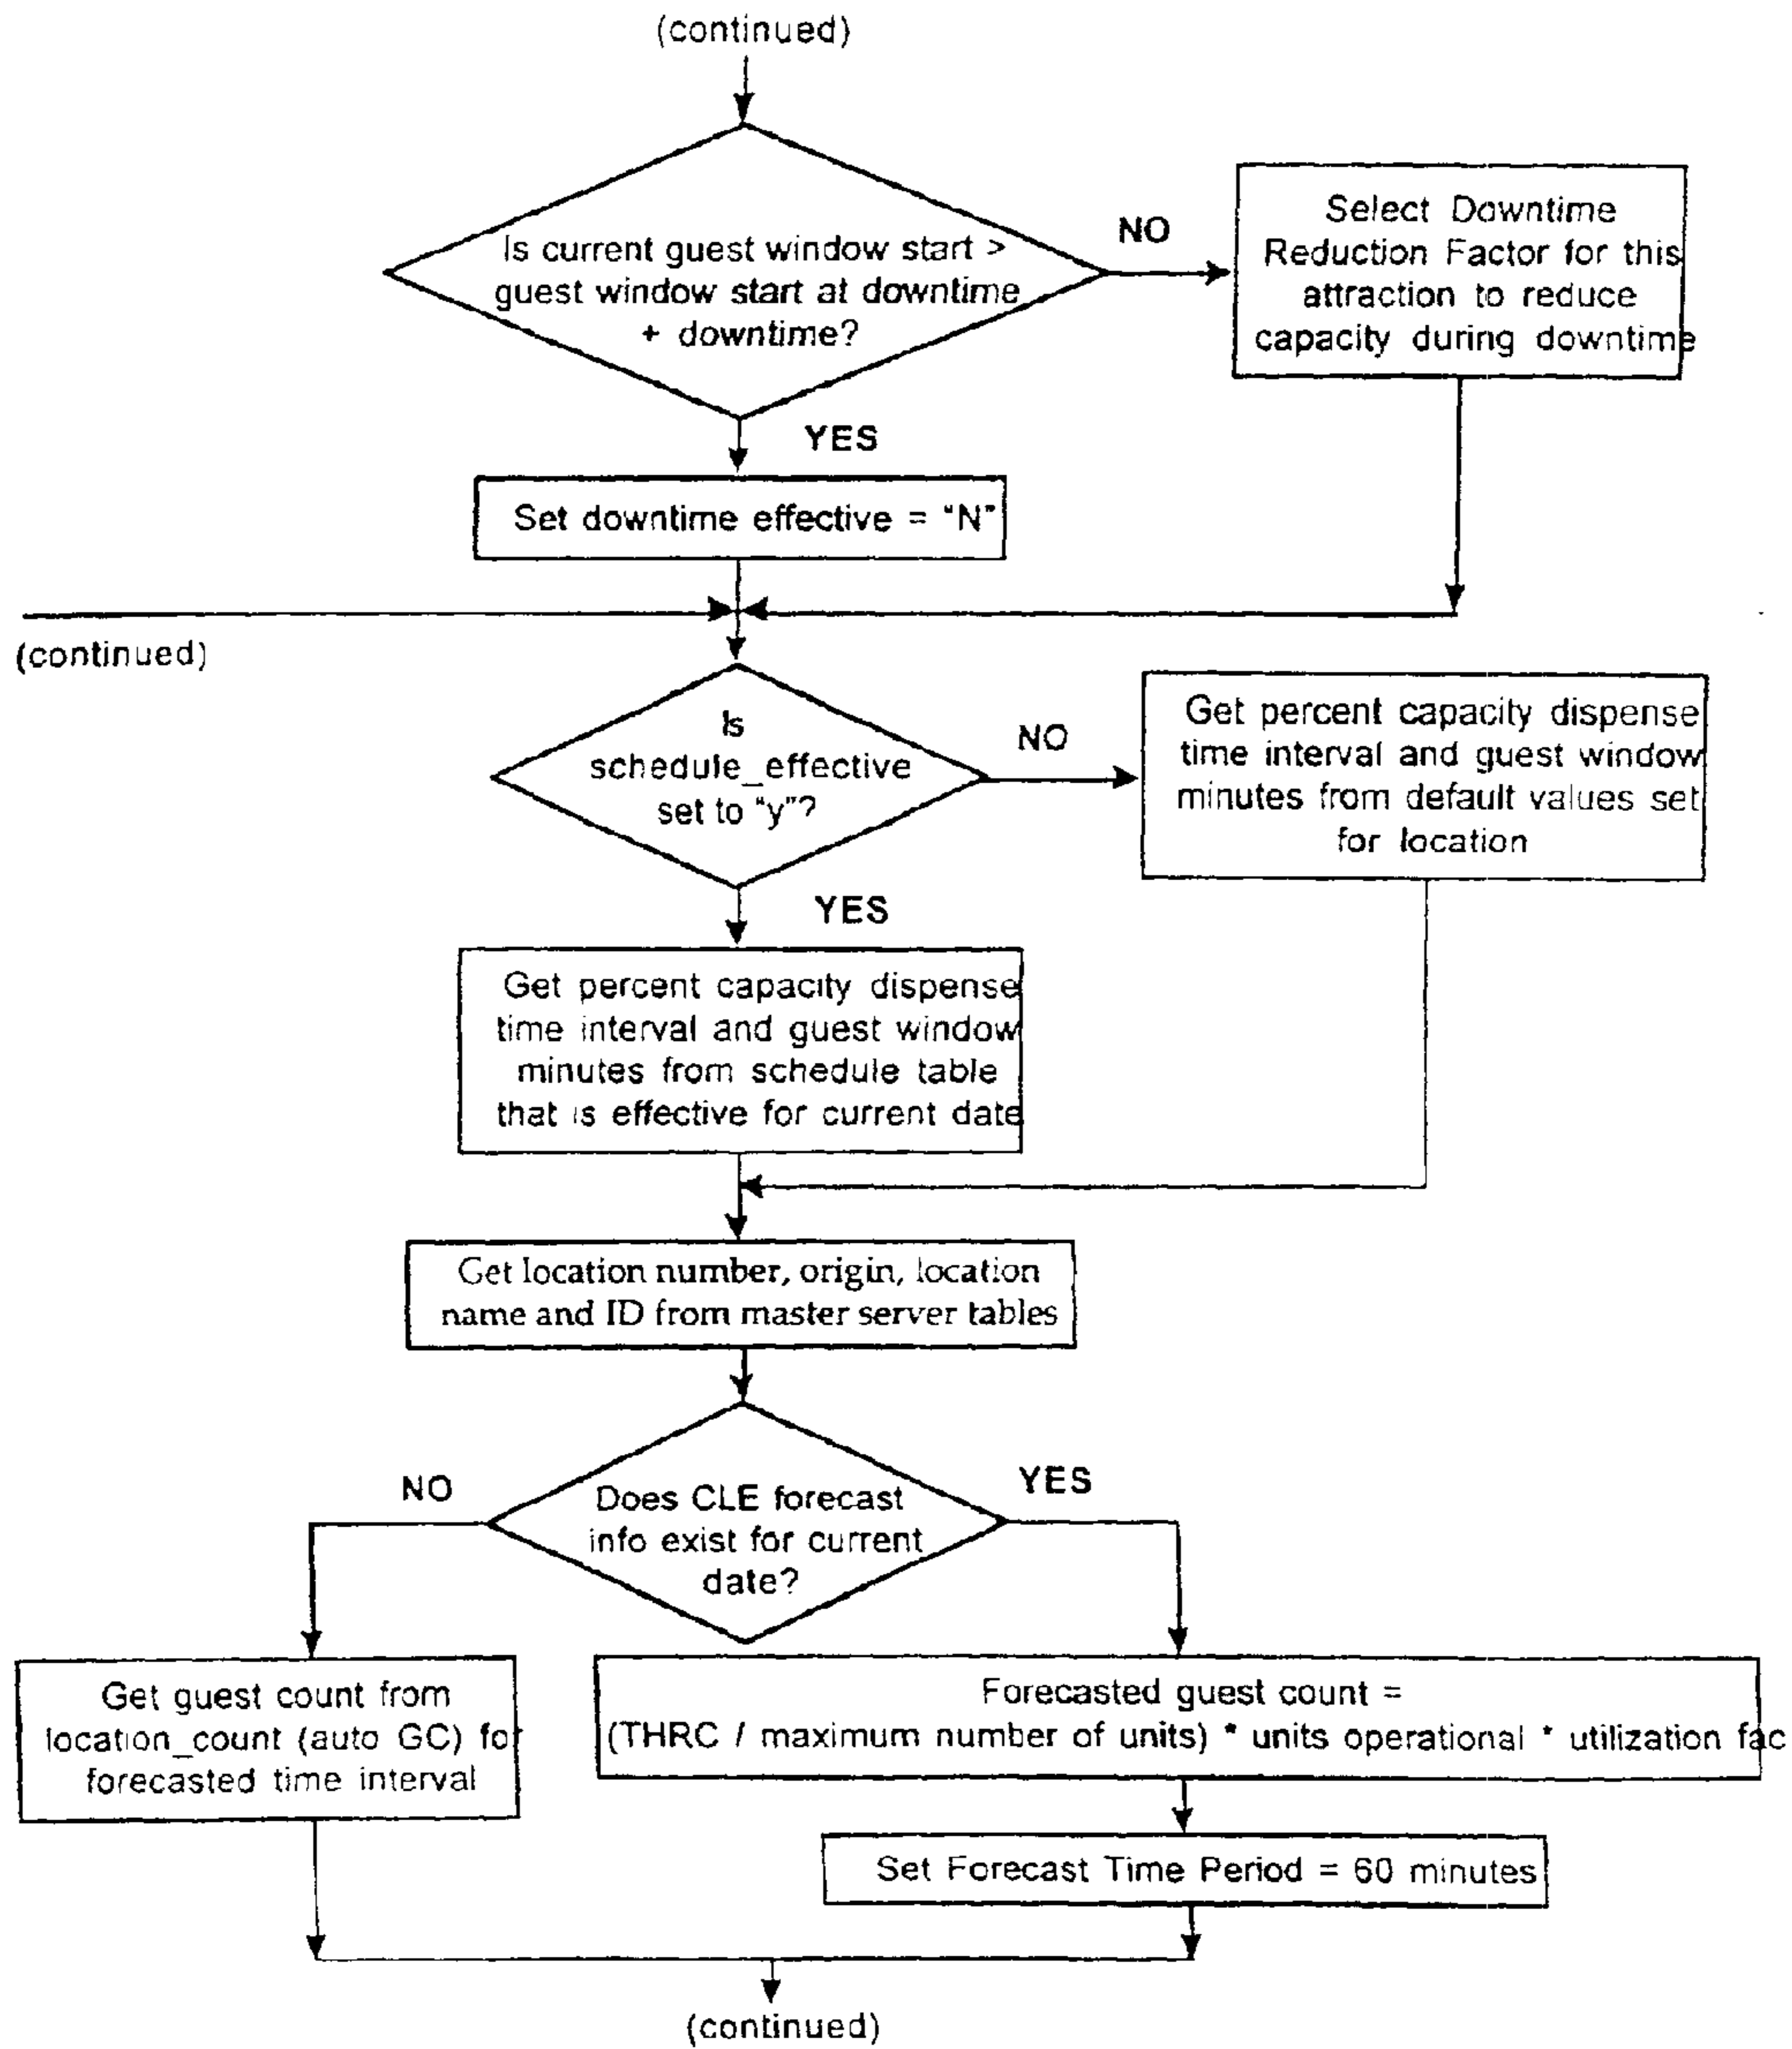 (continued)
Is current guest window start >
guest window start at downtime
+ downtime?
NO
Select Downtime
Reduction Factor for this
attraction to reduce
capacity during downtime
YES
Set downtime effective = "N"
(continued)
Is
schedule_effective
set to "y"?
NO
Get percent capacity dispense
time interval and guest window
minutes from default values set
for location
YES
Get percent capacity dispense
time interval and guest window
minutes from schedule table
that is effective for current date
Get location number, origin, location
name and ID from master server tables
NO
Does CLE forecast
info exist for current
date?
YES
Get guest count from
location_count (auto GC) for
forecasted time interval
Forecasted guest count =
(THRC / maximum number of units) * units operational * utilization fac
Set Forecast Time Period = 60 minutes
(continued)